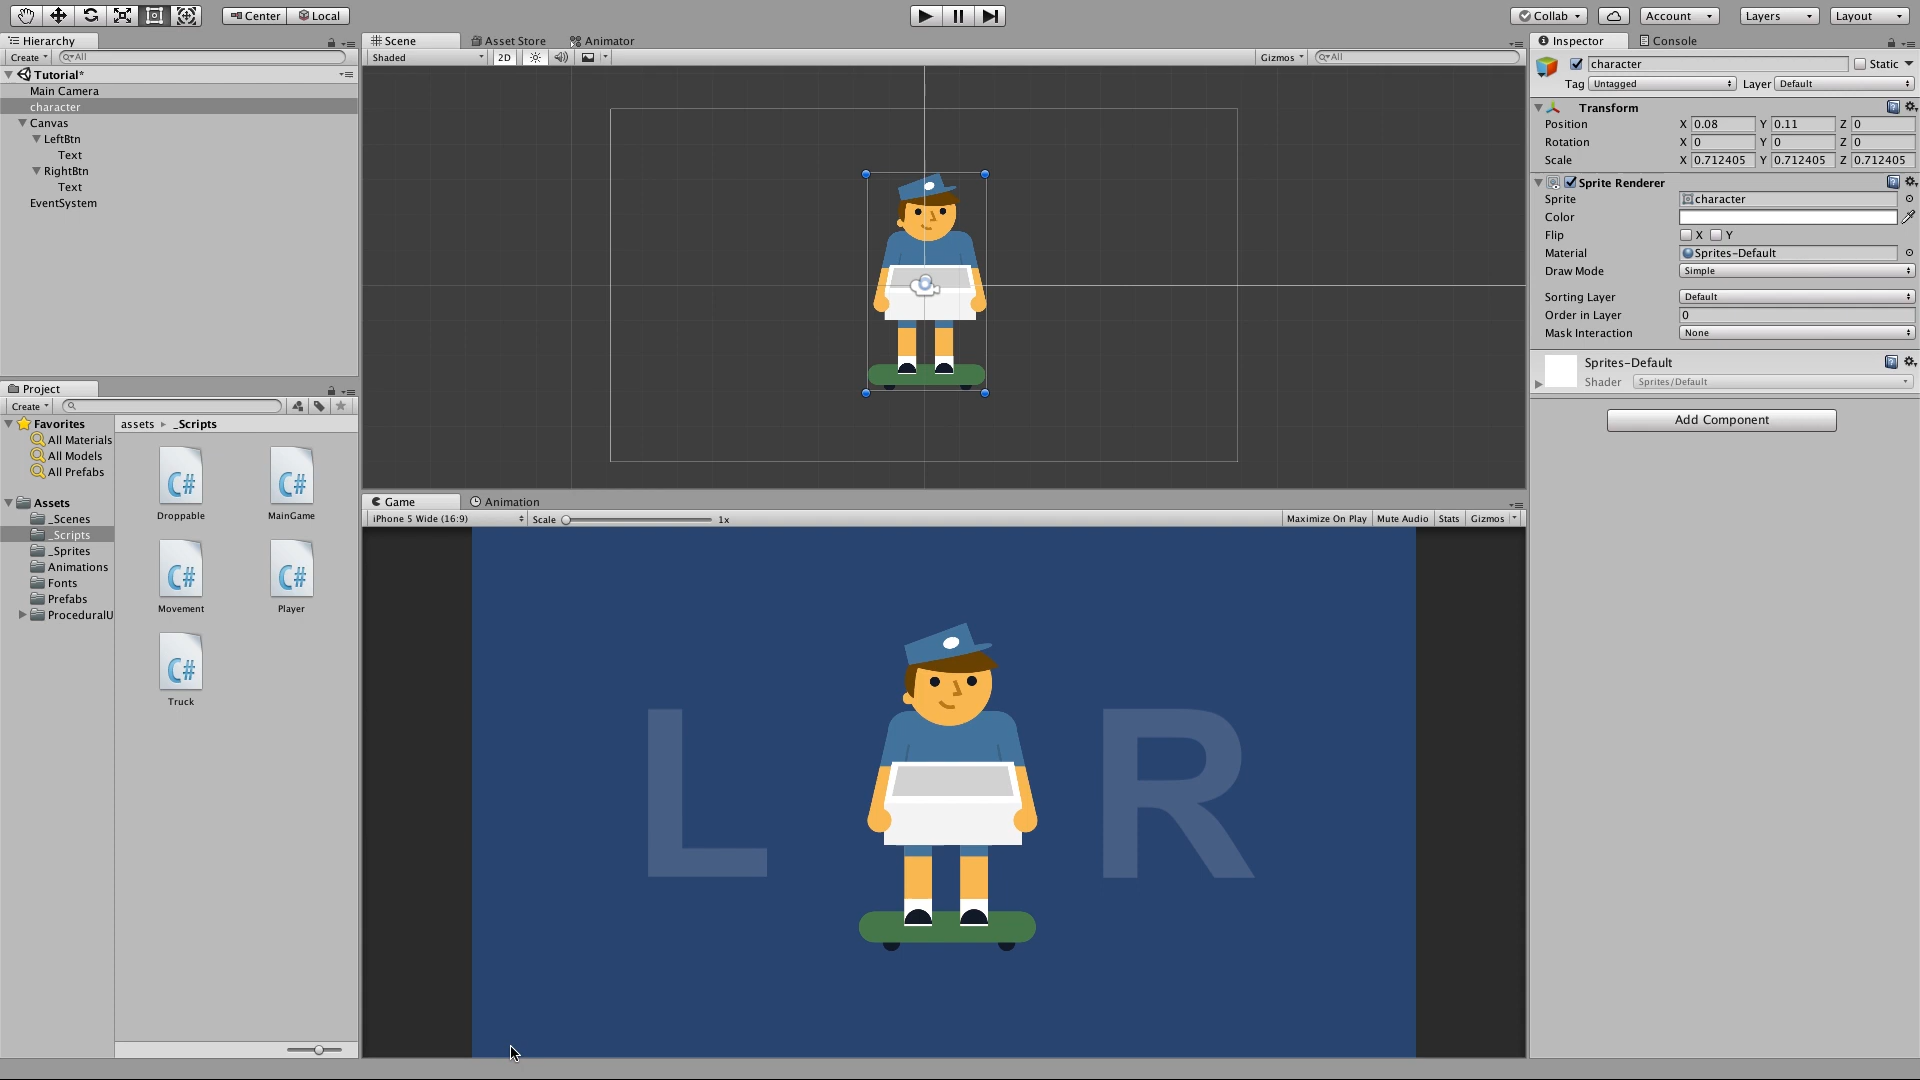 Center
Local
Collab
Account
Layers
Layout
Hierarchy
Create
All
Tutorial*
Main Camera
character
Canvas
LeftBtn
Text
RightBtn
Text
EventSystem
Project
Create
Favorites
All Materials
All Models
All Prefabs
Assets
_Scenes
_Scripts
_Sprites
Animations
Fonts
Prefabs
ProceduralU
assets
_Scripts
C#
C#
Droppable
MainGame
C#
C#
Movement
Player
C#
Truck
Scene
Asset Store
Animator
Shaded
2D
Gizmos
All
Game
Animation
iPhone 5 Wide (16:9)
Scale
1x
Maximize On Play
Mute Audio
Stats
Gizmos
L
R
Inspector
Console
character
Static
Tag
Untagged
Layer
Default
Transform
Position X 0.08 Y 0.11 Z 0
Rotation X 0 Y 0 Z 0
Scale X 0.712405 Y 0.712405 Z 0.712405
Sprite Renderer
Sprite character
Color
Flip X Y
Material Sprites-Default
Draw Mode Simple
Sorting Layer Default
Order in Layer 0
Mask Interaction None
Sprites-Default
Shader Sprites/Default
Add Component